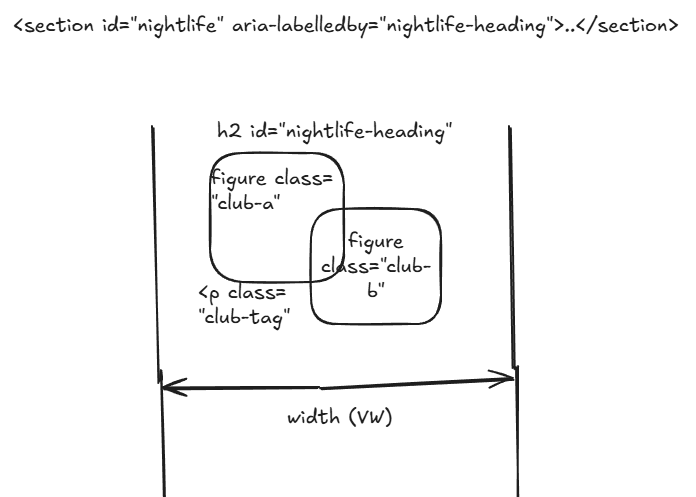 <section id="nightlife" aria-labelledby="nightlife-heading">..</section>
h2 id="nightlife-heading"
figure class=
"club-a"
figure
class="club-
b"
<p class=
"club-tag"
width (VW)